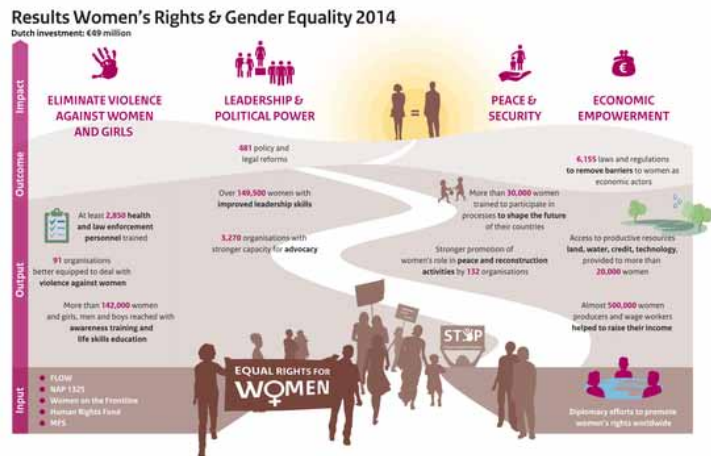 Results Women's Rights & Gender Equality 2014
Dutch investment: €49 million
Impact
ELIMINATE VIOLENCE
AGAINST WOMEN
AND GIRLS
LEADERSHIP &
POLITICAL POWER
=
PEACE &
SECURITY
€
ECONOMIC
EMPOWERMENT
Outcome
481 policy and
legal reforms
6,155 laws and regulations
to remove barriers to women as
economic actors
Over 149,500 women with
improved leadership skills
More than 30,000 women
trained to participate in
processes to shape the future
of their countries
Output
At least 2,850 health
and law enforcement
personnel trained
3,270 organisations with
stronger capacity for advocacy
Stronger promotion of
women's role in peace and reconstruction
activities by 132 organisations
Access to productive resources
land, water, credit, technology,
provided to more than
20,000 women
91 organisations
better equipped to deal with
violence against women
More than 142,000 women
and girls, men and boys reached with
awareness training and
life skills education
Almost 500,000 women
producers and wage workers
helped to raise their income
STOP
EQUAL RIGHTS FOR
WOMEN
Input
FLOW
NAP 1325
Women on the Frontline
Human Rights Fund
MFS
Diplomacy efforts to promote
women's rights worldwide